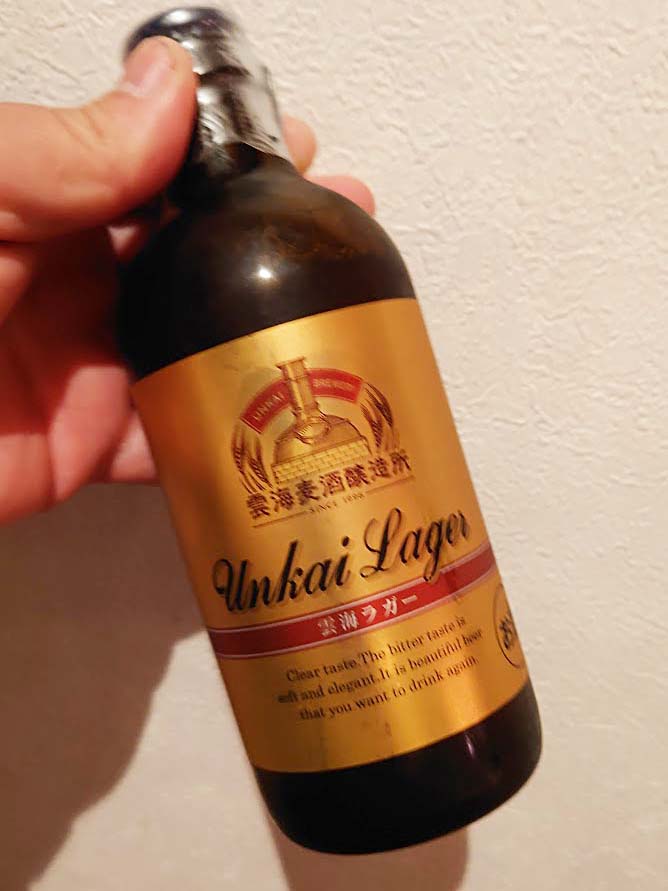 UNKAI BREWERY
雲海麦酒醸造所
SINCE 1996
Unkai Lager
雲海ラガー
Clear taste.The bitter taste is
soft and elegant.It is beautiful beer
that you want to drink again.